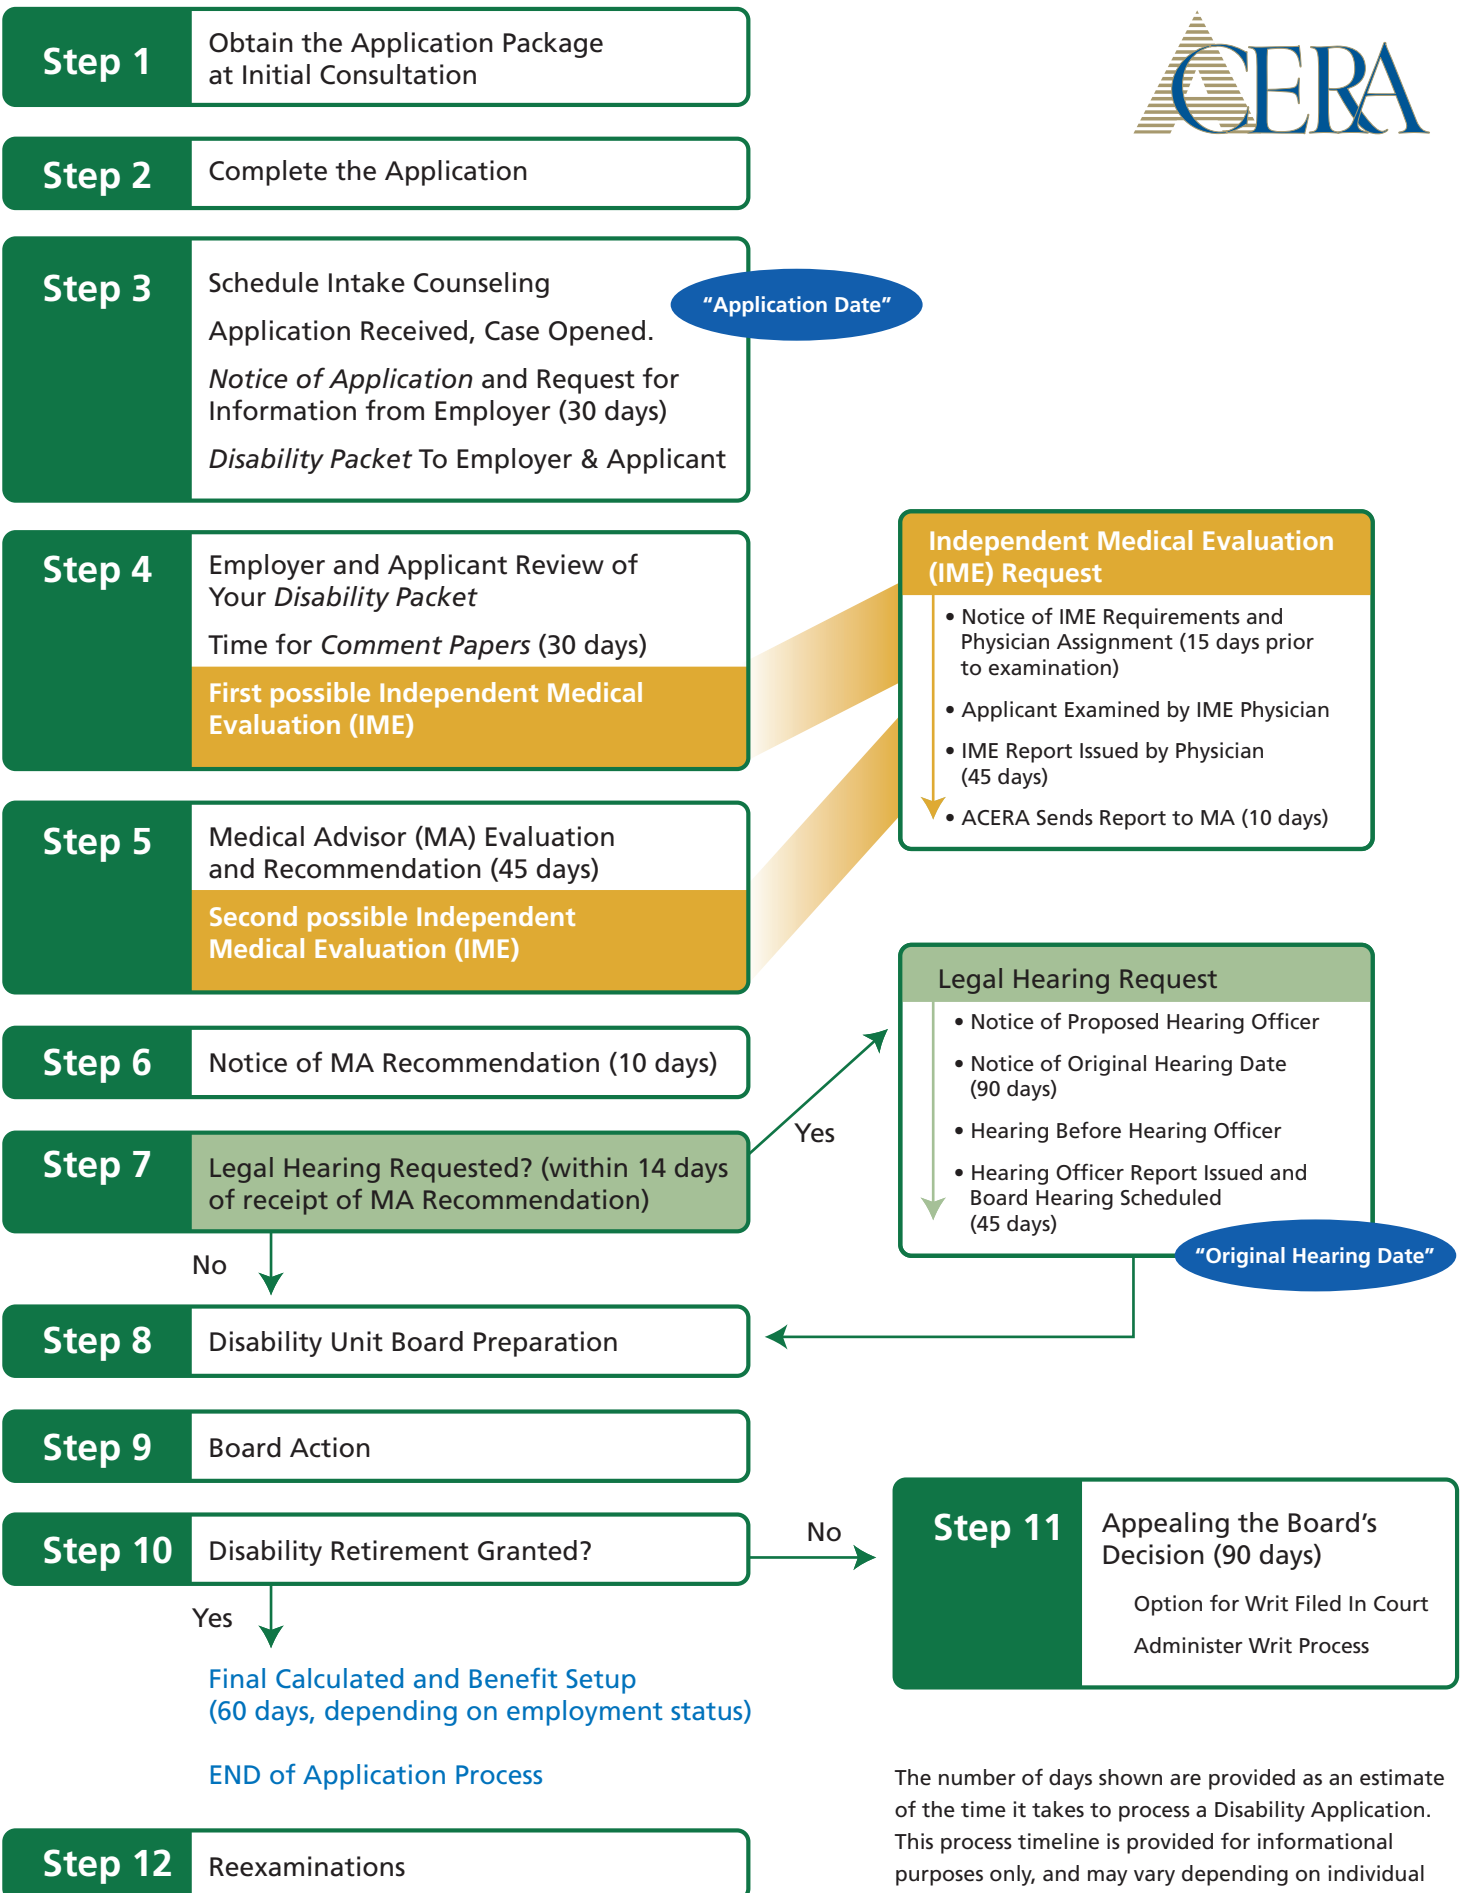 Step 1
Obtain the Application Package
at Initial Consultation
ACERA
Step 2
Complete the Application
Step 3
Schedule Intake Counseling
"Application Date"
Application Received, Case Opened.
Notice of Application and Request for
Information from Employer (30 days)
Disability Packet To Employer & Applicant
Step 4
Employer and Applicant Review of
Your Disability Packet
Time for Comment Papers (30 days)
First possible Independent Medical
Evaluation (IME)
Independent Medical Evaluation
(IME) Request
• Notice of IME Requirements and
Physician Assignment (15 days prior
to examination)
• Applicant Examined by IME Physician
• IME Report Issued by Physician
(45 days)
• ACERA Sends Report to MA (10 days)
Step 5
Medical Advisor (MA) Evaluation
and Recommendation (45 days)
Second possible Independent
Medical Evaluation (IME)
Step 6
Notice of MA Recommendation (10 days)
Step 7
Legal Hearing Requested? (within 14 days
of receipt of MA Recommendation)
Yes
Legal Hearing Request
• Notice of Proposed Hearing Officer
• Notice of Original Hearing Date
(90 days)
• Hearing Before Hearing Officer
• Hearing Officer Report Issued and
Board Hearing Scheduled
(45 days)
"Original Hearing Date"
No
Step 8
Disability Unit Board Preparation
Step 9
Board Action
Step 10
Disability Retirement Granted?
No
Step 11
Appealing the Board's
Decision (90 days)
Option for Writ Filed In Court
Administer Writ Process
Yes
Final Calculated and Benefit Setup
(60 days, depending on employment status)
END of Application Process
Step 12
Reexaminations
The number of days shown are provided as an estimate
of the time it takes to process a Disability Application.
This process timeline is provided for informational
purposes only, and may vary depending on individual